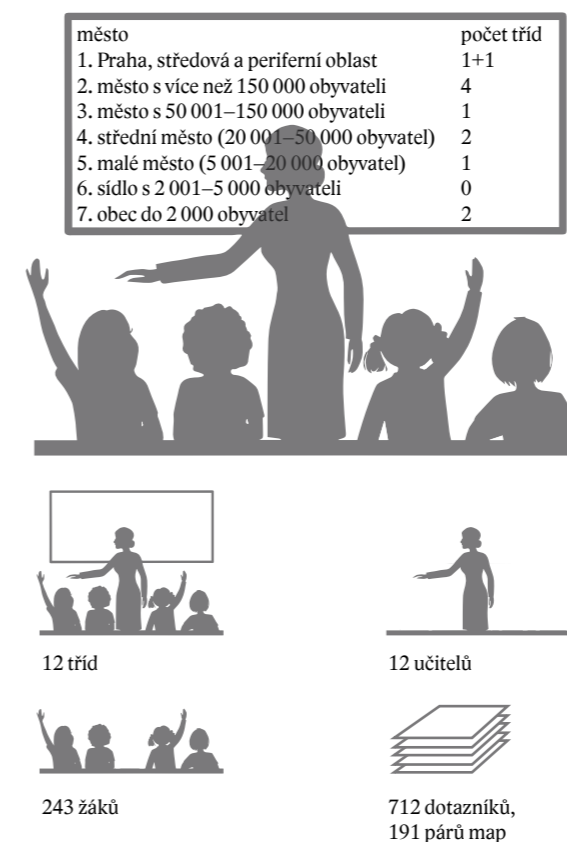 město počet tříd
1. Praha, středová a periferní oblast 1+1
2. město s více než 150 000 obyvateli 4
3. město s 50 001–150 000 obyvateli 1
4. střední město (20 001–50 000 obyvatel) 2
5. malé město (5 001–20 000 obyvatel) 1
6. sídlo s 2 001–5 000 obyvateli 0
7. obec do 2 000 obyvatel 2
12 tříd
12 učitelů
243 žáků
712 dotazníků,
191 párů map